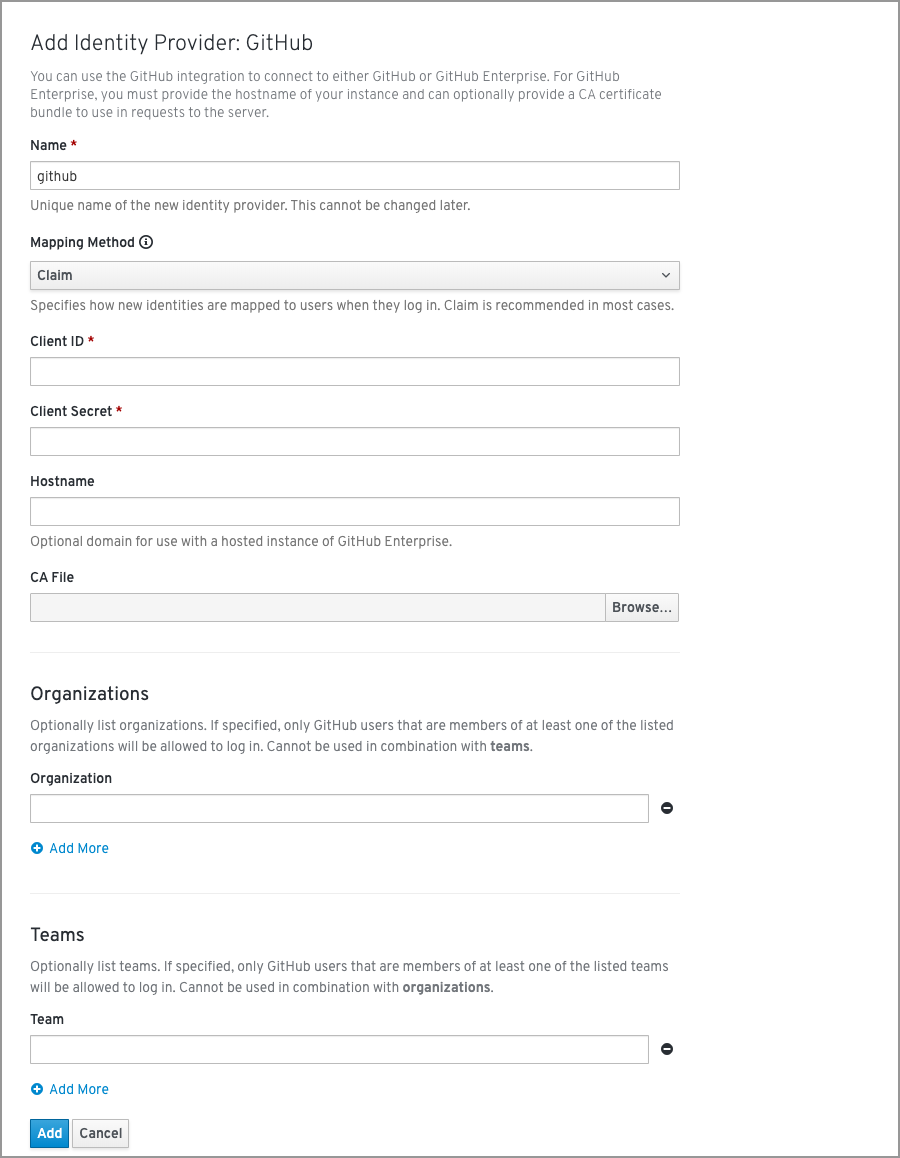 Add Identity Provider: GitHub
You can use the GitHub integration to connect to either GitHub or GitHub Enterprise. For GitHub
Enterprise, you must provide the hostname of your instance and can optionally provide a CA certificate
bundle to use in requests to the server.
Name *
github
Unique name of the new identity provider. This cannot be changed later.
Mapping Method
Claim
Specifies how new identities are mapped to users when they log in. Claim is recommended in most cases.
Client ID *
Client Secret *
Hostname
Optional domain for use with a hosted instance of GitHub Enterprise.
CA File
Browse...
Organizations
Optionally list organizations. If specified, only GitHub users that are members of at least one of the listed
organizations will be allowed to log in. Cannot be used in combination with teams.
Organization
Add More
Teams
Optionally list teams. If specified, only GitHub users that are members of at least one of the listed teams
will be allowed to log in. Cannot be used in combination with organizations.
Team
Add More
Add Cancel